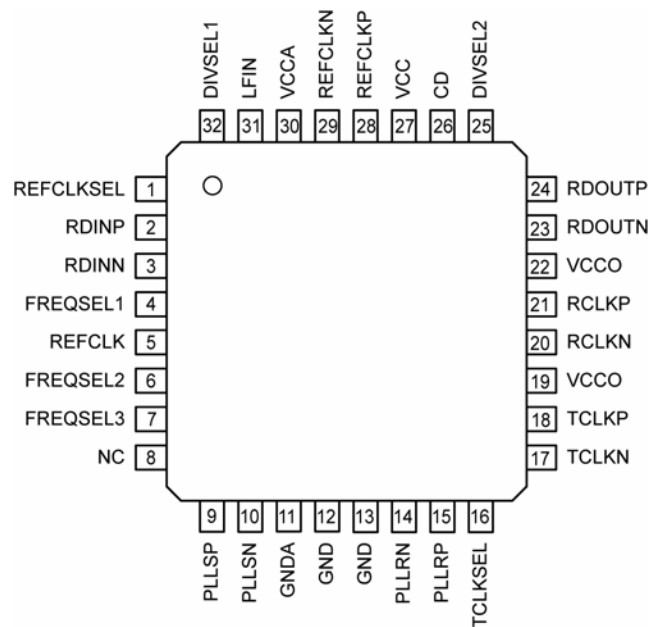 DIVSEL1
LFIN
VCCA
REFCLKN
REFCLKP
VCC
CD
DIVSEL2
32 31 30 29 28 27 26 25
REFCLKSEL 1
RDINP 2
RDINN 3
FREQSEL1 4
REFCLK 5
FREQSEL2 6
FREQSEL3 7
NC 8
24 RDOUTP
23 RDOUTN
22 VCCO
21 RCLKP
20 RCLKN
19 VCCO
18 TCLKP
17 TCLKN
9 10 11 12 13 14 15 16
PLLSP
PLLSN
GNDA
GND
GND
PLLRN
PLLRP
TCLKSEL